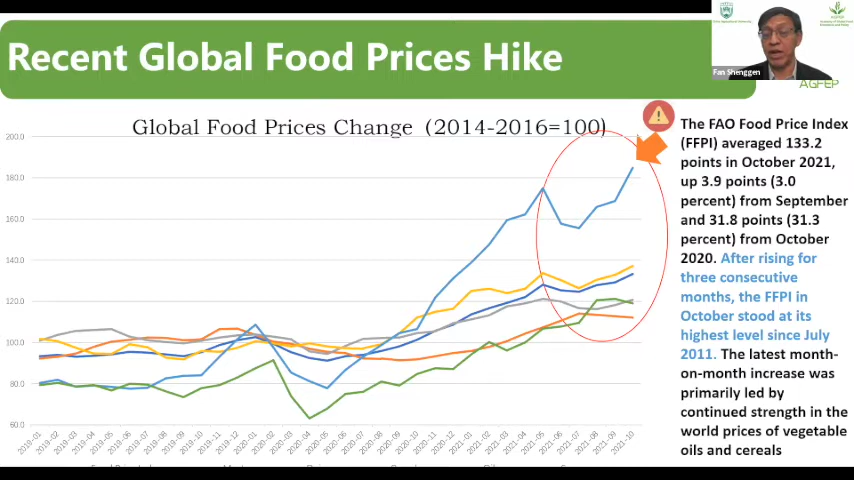 Recent Global Food Prices Hike
Fan Shenggen
AGFEP
Global Food Prices Change (2014-2016=100)
200.0
180.0
160.0
140.0
120.0
100.0
80.0
60.0
2019-01 2019-02 2019-03 2019-04 2019-05 2019-06 2019-07 2019-08 2019-09 2019-10 2019-11 2019-12 2020-01 2020-02 2020-03 2020-04 2020-05 2020-06 2020-07 2020-08 2020-09 2020-10 2020-11 2020-12 2021-01 2021-02 2021-03 2021-04 2021-05 2021-06 2021-07 2021-08 2021-09 2021-10
The FAO Food Price Index
(FFPI) averaged 133.2
points in October 2021,
up 3.9 points (3.0
percent) from September
and 31.8 points (31.3
percent) from October
2020. After rising for
three consecutive
months, the FFPI in
October stood at its
highest level since July
2011. The latest month-
on-month increase was
primarily led by
continued strength in the
world prices of vegetable
oils and cereals